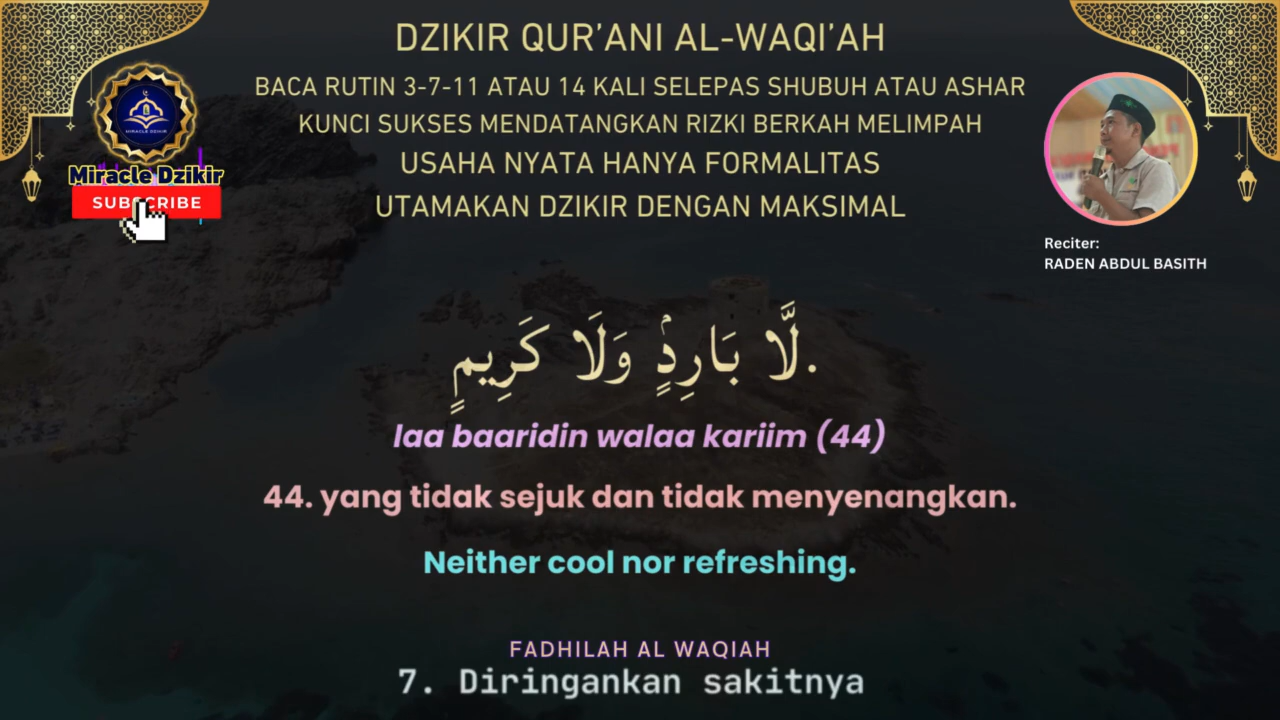 DZIKIR QUR'ANI AL-WAQI'AH
BACA RUTIN 3-7-11 ATAU 14 KALI SELEPAS SHUBUH ATAU ASHAR
KUNCI SUKSES MENDATANGKAN RIZKI BERKAH MELIMPAH
USAHA NYATA HANYA FORMALITAS
UTAMAKAN DZIKIR DENGAN MAKSIMAL
MIRACLE DZIKIR
Miracle Dzikir
SUBSCRIBE
Reciter:
RADEN ABDUL BASITH
لَّا بَارِدٍۢ وَلَا كَرِيمٍ.
laa baaridin walaa kariim (44)
44. yang tidak sejuk dan tidak menyenangkan.
Neither cool nor refreshing.
FADHILAH AL WAQIAH
7. Diringankan sakitnya